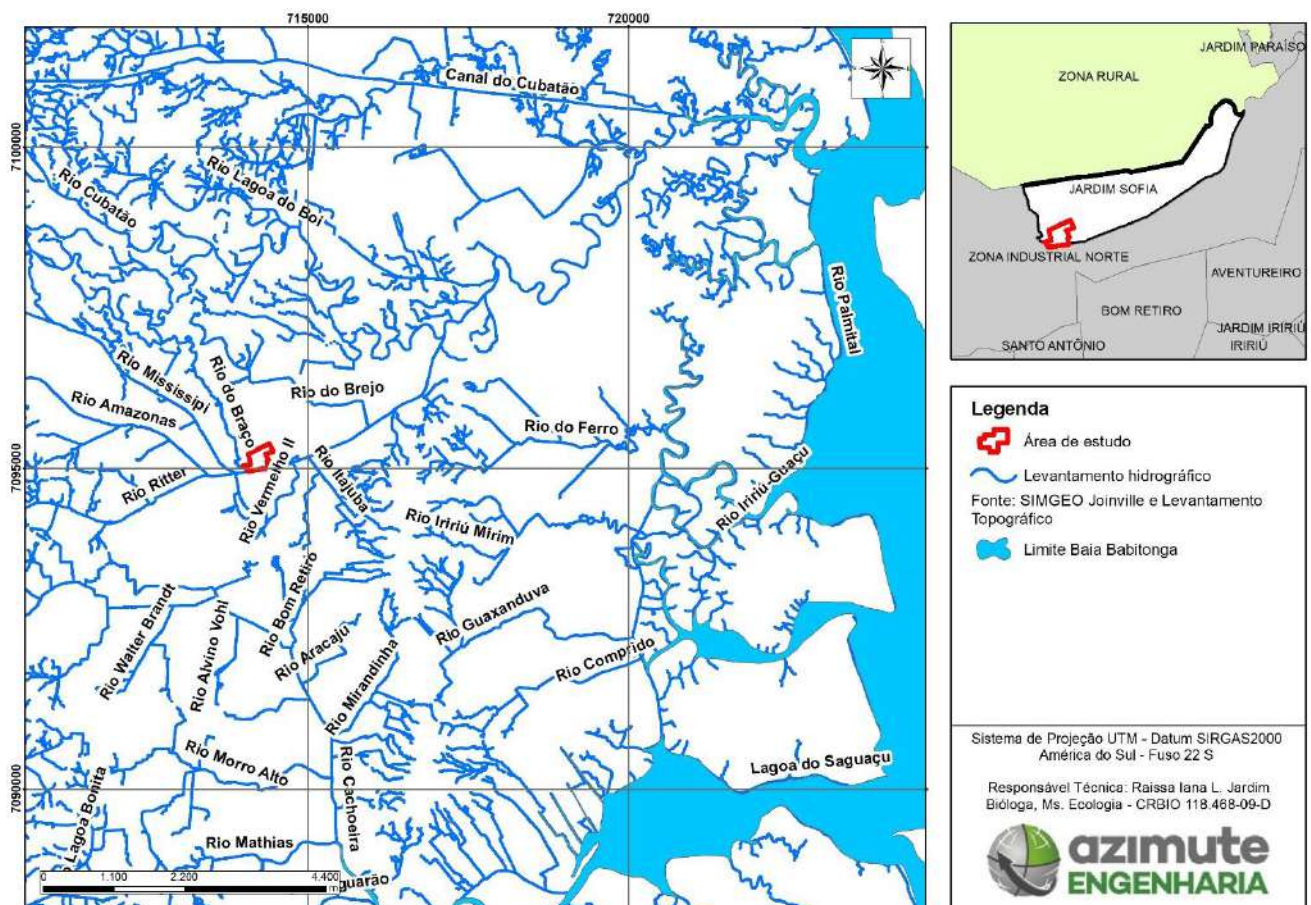 715000
720000
7100000
7095000
7090000
Canal do Cubatão
Rio Cubatão
Rio Lagoa do Boi
Rio Palmital
Rio Mississipi
Rio do Braço
Rio do Brejo
Rio Amazonas
Rio do Ferro
Rio Ritter
Rio Vermelho II
Rio Itajuba
Rio Iririú-Guaçu
Rio Iririú Mirim
Rio Bom Retiro
Rio Walter Brandt
Rio Alvino Vohl
Rio Guaxanduva
Rio Aracaju
Rio Mirandinha
Rio Comprido
Rio Morro Alto
Rio Cachoeira
Lagoa do Saguaçu
Lagoa Bonita
Rio Mathias
guarão
0 1.100 2.200 4.400
m
JARDIM PARAÍSO
ZONA RURAL
JARDIM SOFIA
ZONA INDUSTRIAL NORTE
AVENTUREIRO
BOM RETIRO
JARDIM IRIRIÚ
SANTO ANTÔNIO
IRIRIÚ
Legenda
Área de estudo
Levantamento hidrográfico
Fonte: SIMGEO Joinville e Levantamento
Topográfico
Limite Baia Babitonga
Sistema de Projeção UTM - Datum SIRGAS2000
América do Sul - Fuso 22 S
Responsável Técnica: Raissa Iana L. Jardim
Bióloga, Ms. Ecologia - CRBIO 118.468-09-D
azimute
ENGENHARIA